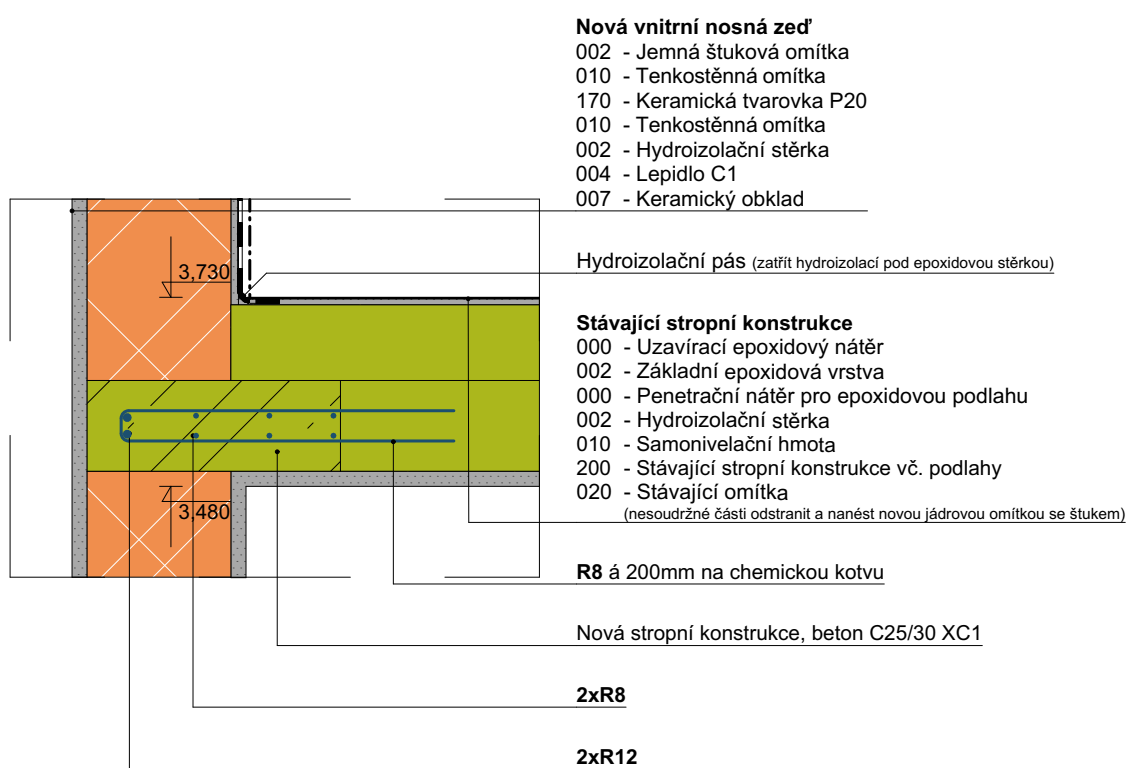 Nová vnitrní nosná zeď
002 - Jemná štuková omítka
010 - Tenkostěnná omítka
170 - Keramická tvarovka P20
010 - Tenkostěnná omítka
002 - Hydroizolační stěrka
004 - Lepidlo C1
007 - Keramický obklad
3,730
Hydroizolační pás (zatřít hydroizolací pod epoxidovou stěrkou)
Stávající stropní konstrukce
000 - Uzavírací epoxidový nátěr
002 - Základní epoxidová vrstva
000 - Penetrační nátěr pro epoxidovou podlahu
002 - Hydroizolační stěrka
010 - Samonivelační hmota
200 - Stávající stropní konstrukce vč. podlahy
020 - Stávající omítka
(nesoudržné části odstranit a nanést novou jádrovou omítkou se štukem)
3,480
R8 á 200mm na chemickou kotvu
Nová stropní konstrukce, beton C25/30 XC1
2xR8
2xR12